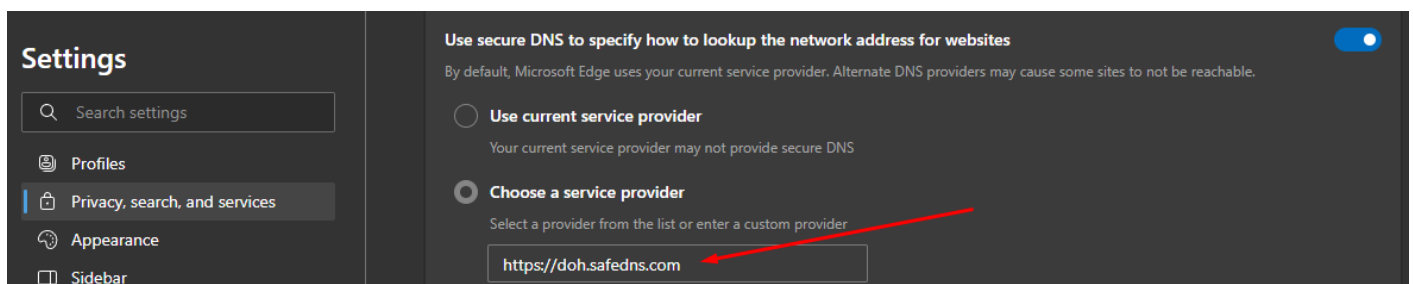 Settings
Search settings
Profiles
Privacy, search, and services
Appearance
Sidebar
Use secure DNS to specify how to lookup the network address for websites
By default, Microsoft Edge uses your current service provider. Alternate DNS providers may cause some sites to not be reachable.
Use current service provider
Your current service provider may not provide secure DNS
Choose a service provider
Select a provider from the list or enter a custom provider
https://doh.safedns.com